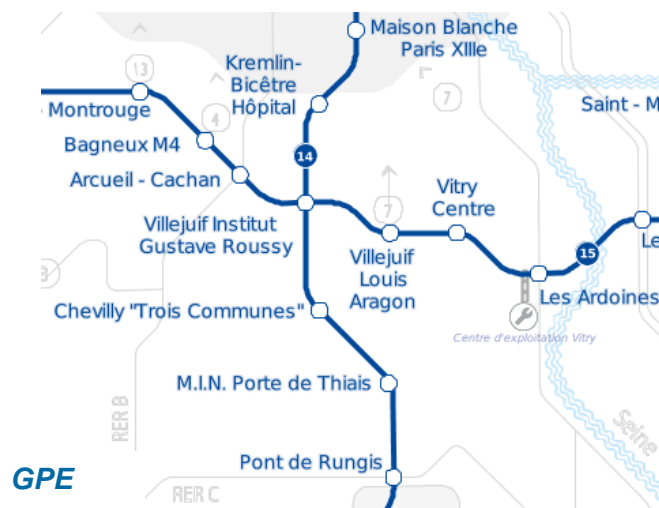 Maison Blanche
Paris XIIIe
Kremlin-
Bicêtre
Hôpital
13
7
Saint - M
- Montrouge
4
Bagneux M4
14
Arcueil - Cachan
Vitry
Centre
7
Villejuif Institut
Gustave Roussy
Villejuif
Louis
Aragon
15
Le
Les Ardoines
Chevilly "Trois Communes"
Centre d'exploitation Vitry
M.I.N. Porte de Thiais
RER B
Seine
Pont de Rungis
GPE
RER C